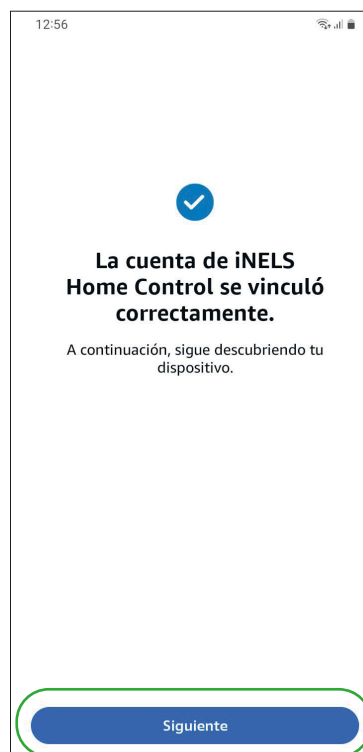 12:56
La cuenta de iNELS
Home Control se vinculó
correctamente.
A continuación, sigue descubriendo tu
dispositivo.
Siguiente